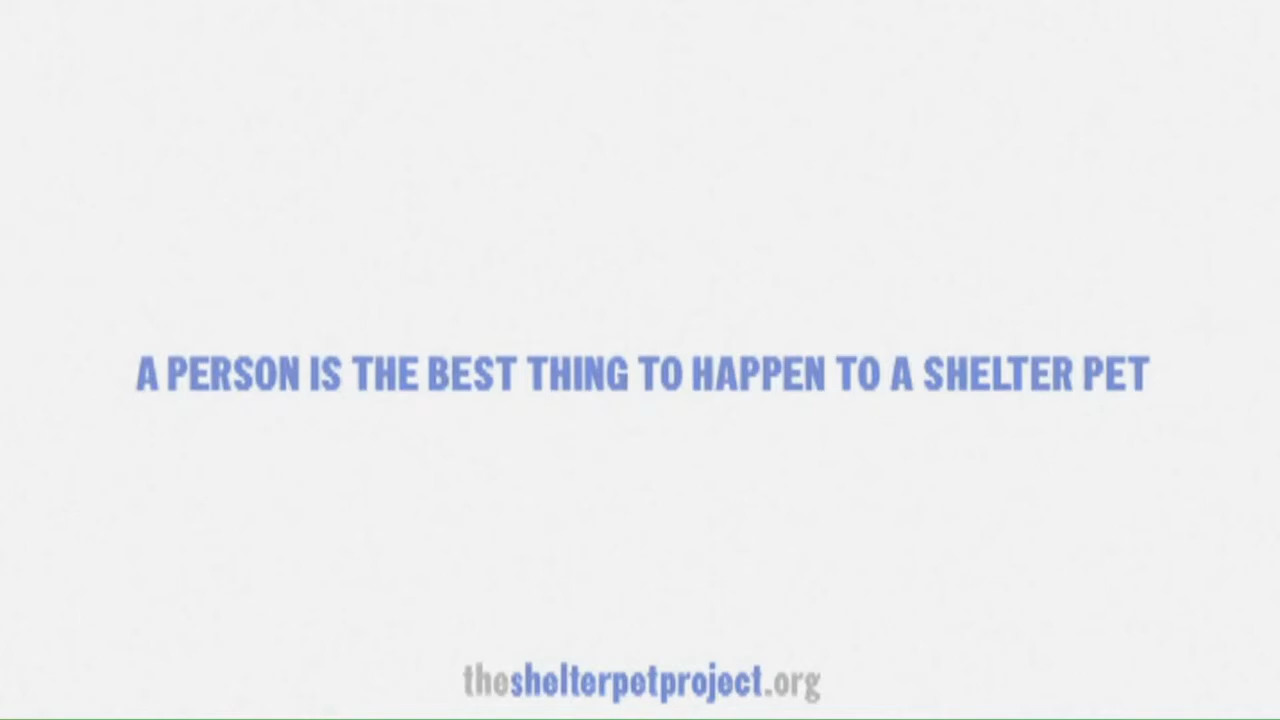 A PERSON IS THE BEST THING TO HAPPEN TO A SHELTER PET
theshelterpetproject.org